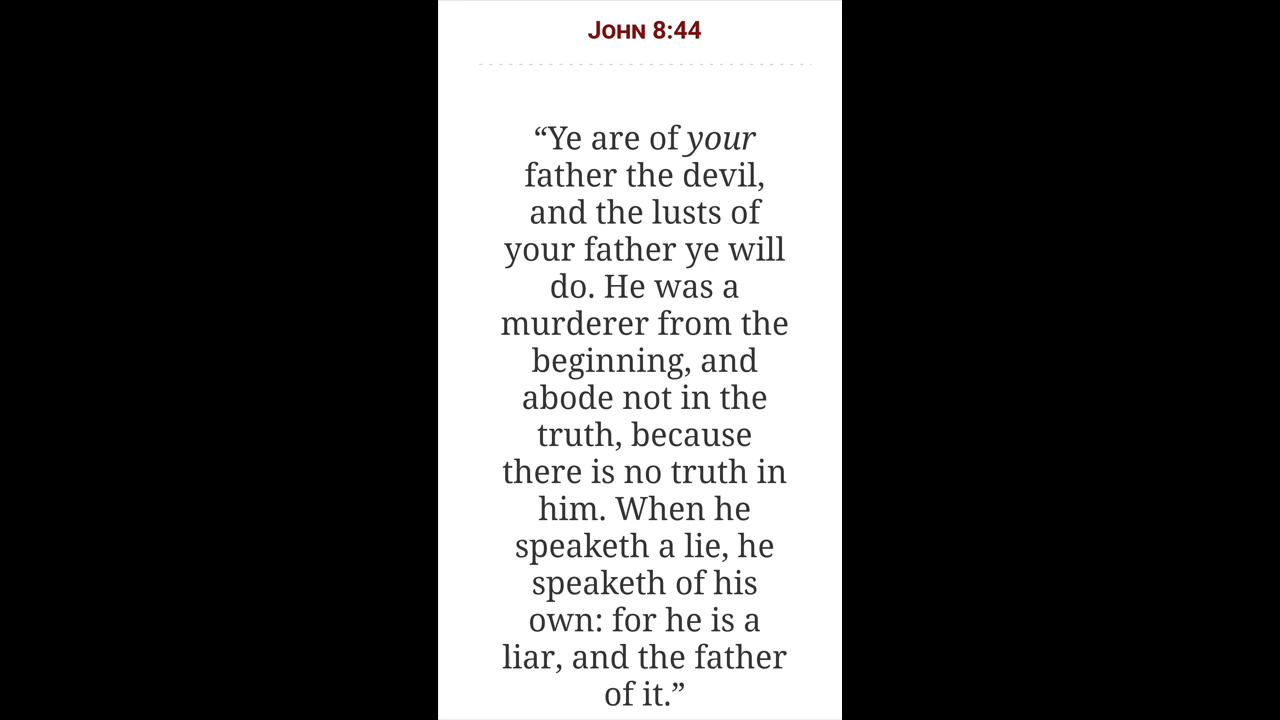 John 8:44
“Ye are of your
father the devil,
and the lusts of
your father ye will
do. He was a
murderer from the
beginning, and
abode not in the
truth, because
there is no truth in
him. When he
speaketh a lie, he
speaketh of his
own: for he is a
liar, and the father
of it.”